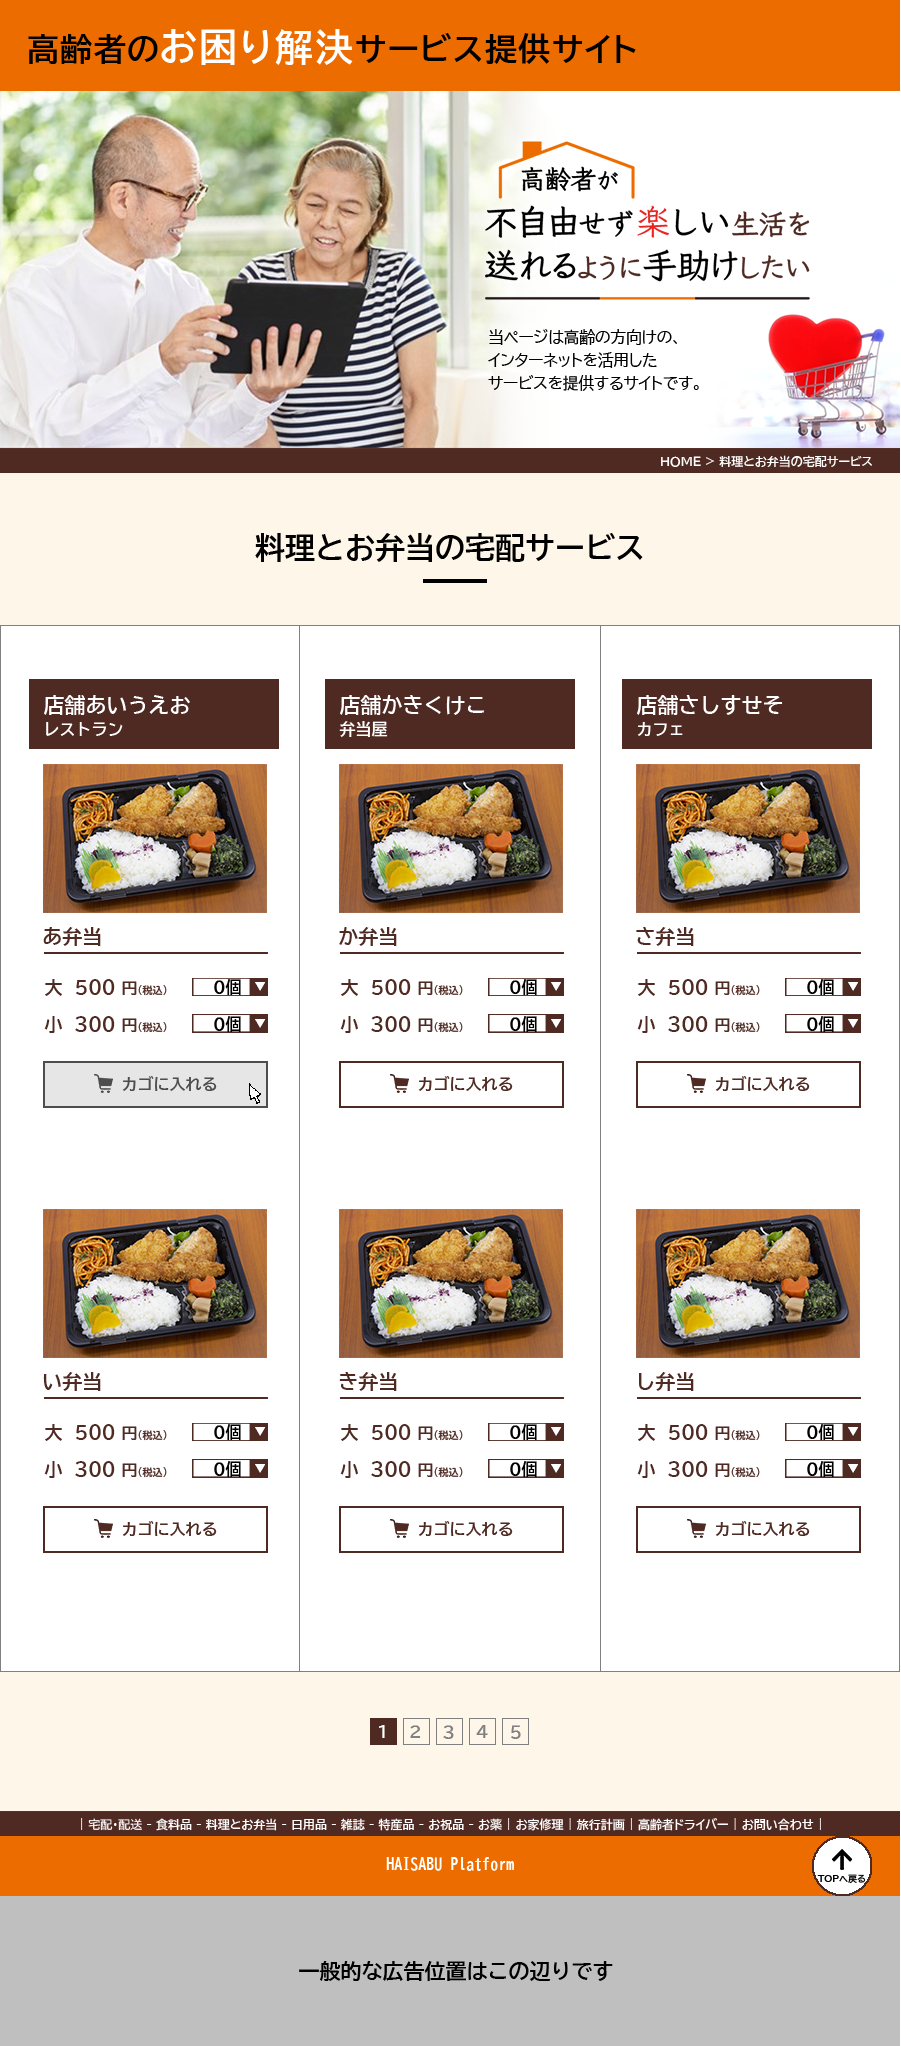 高齢者のお困り解決サービス提供サイト
高齢者が
不自由せず楽しい生活を
送れるように手助けしたい
当ページは高齢の方向けの、
インターネットを活用した
サービスを提供するサイトです。
HOME > 料理とお弁当の宅配サービス
料理とお弁当の宅配サービス
店舗あいうえお
レストラン
店舗かきくけこ
弁当屋
店舗さしすせそ
カフェ
あ弁当
大 500 円(税込) 0個▼
小 300 円(税込) 0個▼
カゴに入れる
か弁当
大 500 円(税込) 0個▼
小 300 円(税込) 0個▼
カゴに入れる
さ弁当
大 500 円(税込) 0個▼
小 300 円(税込) 0個▼
カゴに入れる
い弁当
大 500 円(税込) 0個▼
小 300 円(税込) 0個▼
カゴに入れる
き弁当
大 500 円(税込) 0個▼
小 300 円(税込) 0個▼
カゴに入れる
し弁当
大 500 円(税込) 0個▼
小 300 円(税込) 0個▼
カゴに入れる
1 2 3 4 5
| 宅配・配送 - 食料品 - 料理とお弁当 - 日用品 - 雑誌 - 特産品 - お祝品 - お薬 | お家修理 | 旅行計画 | 高齢者ドライバー | お問い合わせ |
HAISABU Platform
TOPへ戻る
一般的な広告位置はこの辺りです